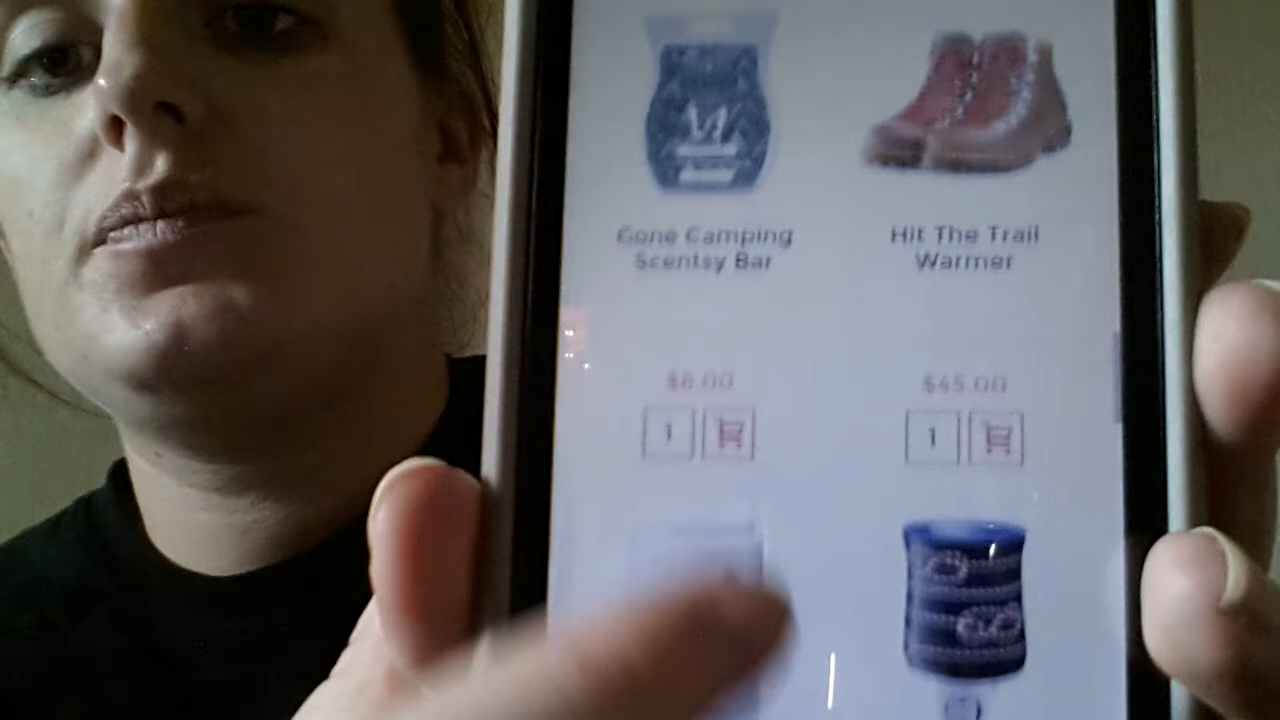 Gone Camping
Scentsy Bar
Hit The Trail
Warmer
$6.00
$45.00
1
1